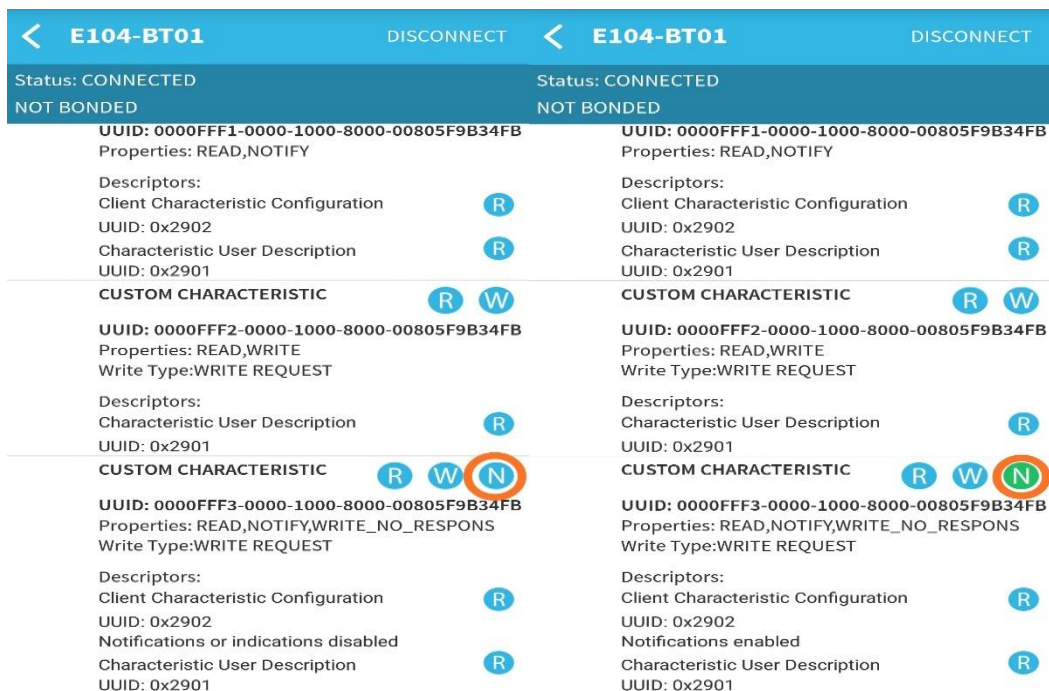 E104-BT01 DISCONNECT
Status: CONNECTED
NOT BONDED
UUID: 0000FFF1-0000-1000-8000-00805F9B34FB
Properties: READ,NOTIFY
Descriptors:
Client Characteristic Configuration R
UUID: 0x2902
Characteristic User Description R
UUID: 0x2901
CUSTOM CHARACTERISTIC R W
UUID: 0000FFF2-0000-1000-8000-00805F9B34FB
Properties: READ,WRITE
Write Type:WRITE REQUEST
Descriptors:
Characteristic User Description R
UUID: 0x2901
CUSTOM CHARACTERISTIC R W N
UUID: 0000FFF3-0000-1000-8000-00805F9B34FB
Properties: READ,NOTIFY,WRITE_NO_RESPONS
Write Type:WRITE REQUEST
Descriptors:
Client Characteristic Configuration R
UUID: 0x2902
Notifications or indications disabled
Characteristic User Description R
UUID: 0x2901
E104-BT01 DISCONNECT
Status: CONNECTED
NOT BONDED
UUID: 0000FFF1-0000-1000-8000-00805F9B34FB
Properties: READ,NOTIFY
Descriptors:
Client Characteristic Configuration R
UUID: 0x2902
Characteristic User Description R
UUID: 0x2901
CUSTOM CHARACTERISTIC R W
UUID: 0000FFF2-0000-1000-8000-00805F9B34FB
Properties: READ,WRITE
Write Type:WRITE REQUEST
Descriptors:
Characteristic User Description R
UUID: 0x2901
CUSTOM CHARACTERISTIC R W N
UUID: 0000FFF3-0000-1000-8000-00805F9B34FB
Properties: READ,NOTIFY,WRITE_NO_RESPONS
Write Type:WRITE REQUEST
Descriptors:
Client Characteristic Configuration R
UUID: 0x2902
Notifications enabled
Characteristic User Description R
UUID: 0x2901